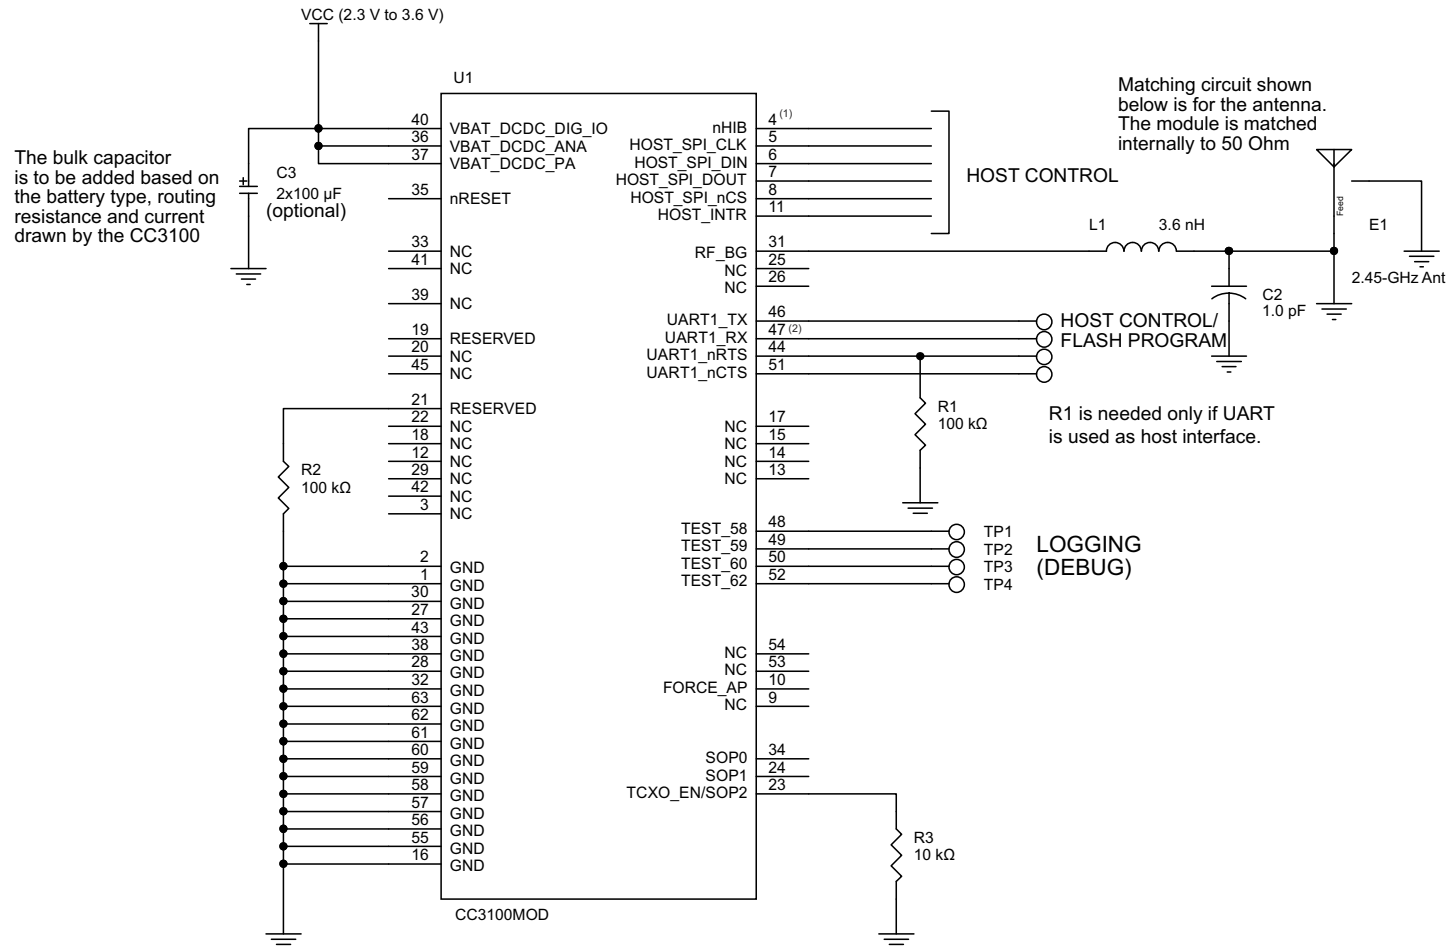 VCC (2.3 V to 3.6 V)
U1
The bulk capacitor
is to be added based on
the battery type, routing
resistance and current
drawn by the CC3100
+
C3
2x100 µF
(optional)
40 VBAT_DCDC_DIG_IO
36 VBAT_DCDC_ANA
37 VBAT_DCDC_PA
35 nRESET
33 NC
41 NC
39 NC
19 RESERVED
20 NC
45 NC
21 RESERVED
22 NC
18 NC
12 NC
29 NC
42 NC
3 NC
R2
100 kΩ
2 GND
1 GND
30 GND
27 GND
43 GND
38 GND
28 GND
32 GND
63 GND
62 GND
61 GND
60 GND
59 GND
58 GND
57 GND
56 GND
55 GND
16 GND
nHIB 4 (1)
HOST_SPI_CLK 5
HOST_SPI_DIN 6
HOST_SPI_DOUT 7
HOST_SPI_nCS 8
HOST_INTR 11
HOST CONTROL
RF_BG 31
NC 25
NC 26
UART1_TX 46
UART1_RX 47 (2)
UART1_nRTS 44
UART1_nCTS 51
HOST CONTROL/
FLASH PROGRAM
R1
100 kΩ
R1 is needed only if UART
is used as host interface.
NC 17
NC 15
NC 14
NC 13
TEST_58 48 TP1
TEST_59 49 TP2
TEST_60 50 TP3
TEST_62 52 TP4
LOGGING
(DEBUG)
NC 54
NC 53
FORCE_AP 10
NC 9
SOP0 34
SOP1 24
TCXO_EN/SOP2 23
R3
10 kΩ
CC3100MOD
Matching circuit shown
below is for the antenna.
The module is matched
internally to 50 Ohm
L1 3.6 nH
C2
1.0 pF
Feed
E1
2.45-GHz Ant